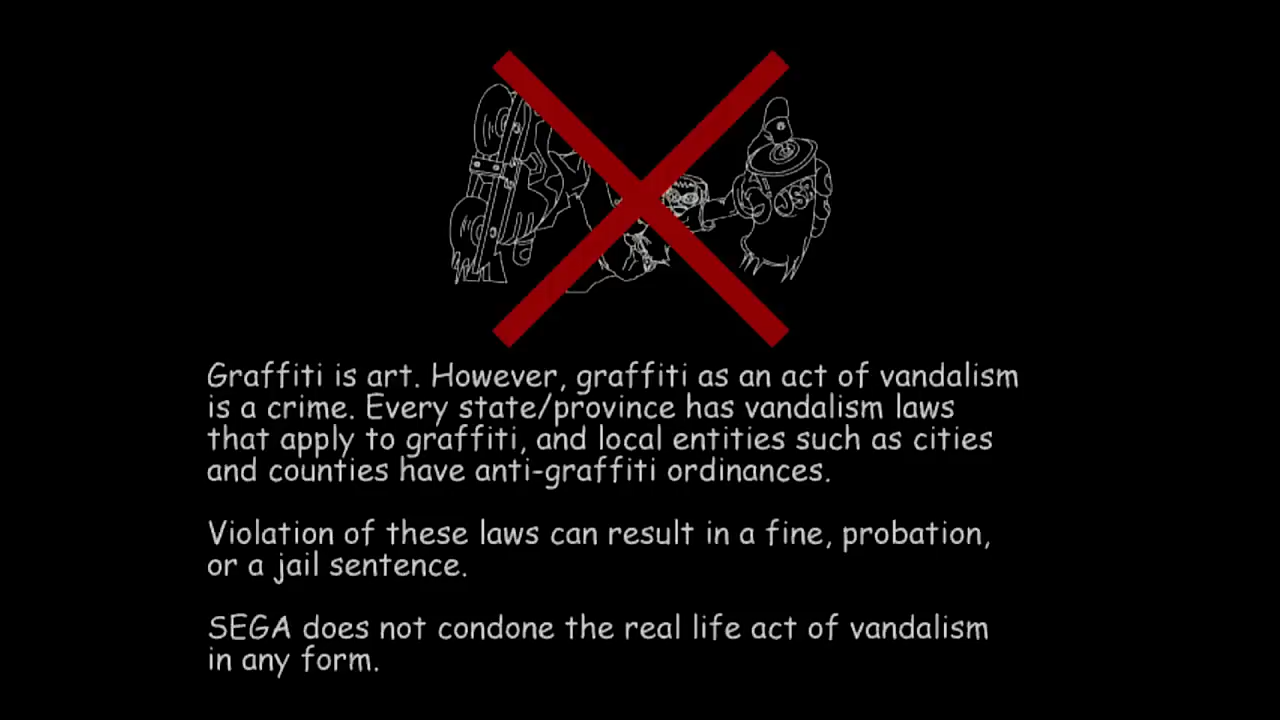 JSR
Graffiti is art. However, graffiti as an act of vandalism
is a crime. Every state/province has vandalism laws
that apply to graffiti, and local entities such as cities
and counties have anti-graffiti ordinances.
Violation of these laws can result in a fine, probation,
or a jail sentence.
SEGA does not condone the real life act of vandalism
in any form.